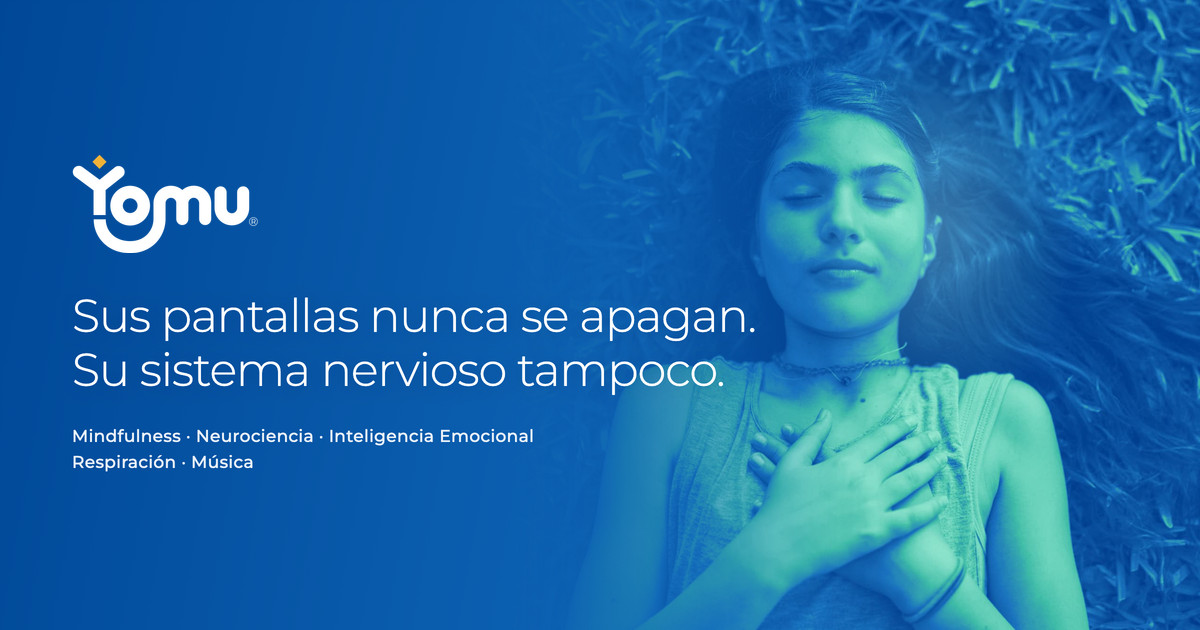 Yomu®
Sus pantallas nunca se apagan.
Su sistema nervioso tampoco.
Mindfulness · Neurociencia · Inteligencia Emocional
Respiración · Música